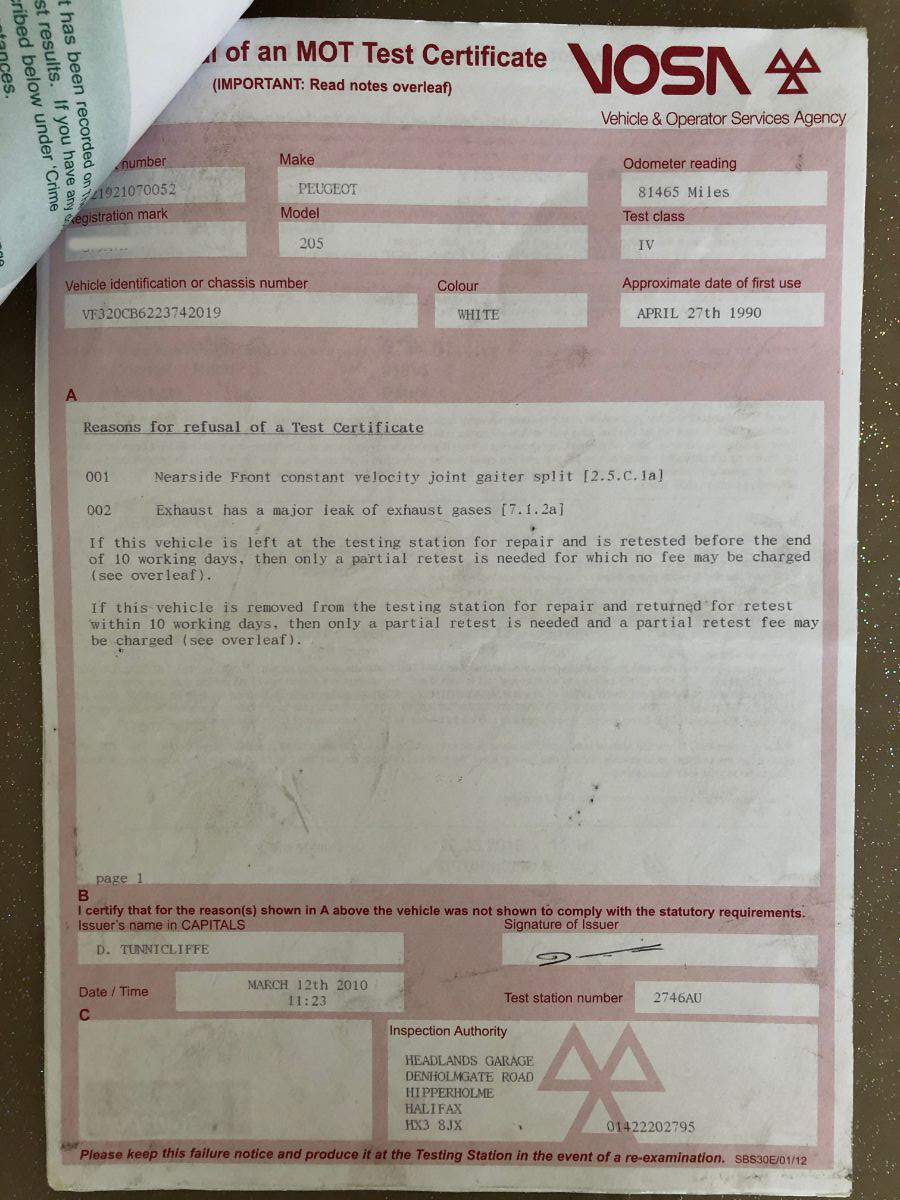 t has been recorded on
st results. If you have any
cribed below under 'Crime
stances.
l of an MOT Test Certificate
(IMPORTANT: Read notes overleaf)
VOSA
Vehicle & Operator Services Agency
number
Make
Odometer reading
21921070052
PEUGEOT
81465 Miles
Registration mark
Model
Test class
205
IV
Vehicle identification or chassis number
Colour
Approximate date of first use
VF320CB6223742019
WHITE
APRIL 27th 1990
A
Reasons for refusal of a Test Certificate
001 Nearside Front constant velocity joint gaiter split [2.5.C.1a]
002 Exhaust has a major leak of exhaust gases [7.1.2a]
If this vehicle is left at the testing station for repair and is retested before the end
of 10 working days, then only a partial retest is needed for which no fee may be charged
(see overleaf).
If this vehicle is removed from the testing station for repair and returned for retest
within 10 working days, then only a partial retest is needed and a partial retest fee may
be charged (see overleaf).
page 1
B
I certify that for the reason(s) shown in A above the vehicle was not shown to comply with the statutory requirements.
Issuer's name in CAPITALS
Signature of Issuer
D. TUNNICLIFFE
Date / Time
MARCH 12th 2010
11:23
Test station number
2746AU
C
Inspection Authority
HEADLANDS GARAGE
DENHOLMGATE ROAD
HIPPERHOLME
HALIFAX
HX3 8JX
01422202795
Please keep this failure notice and produce it at the Testing Station in the event of a re-examination.
SBS30E/01/12